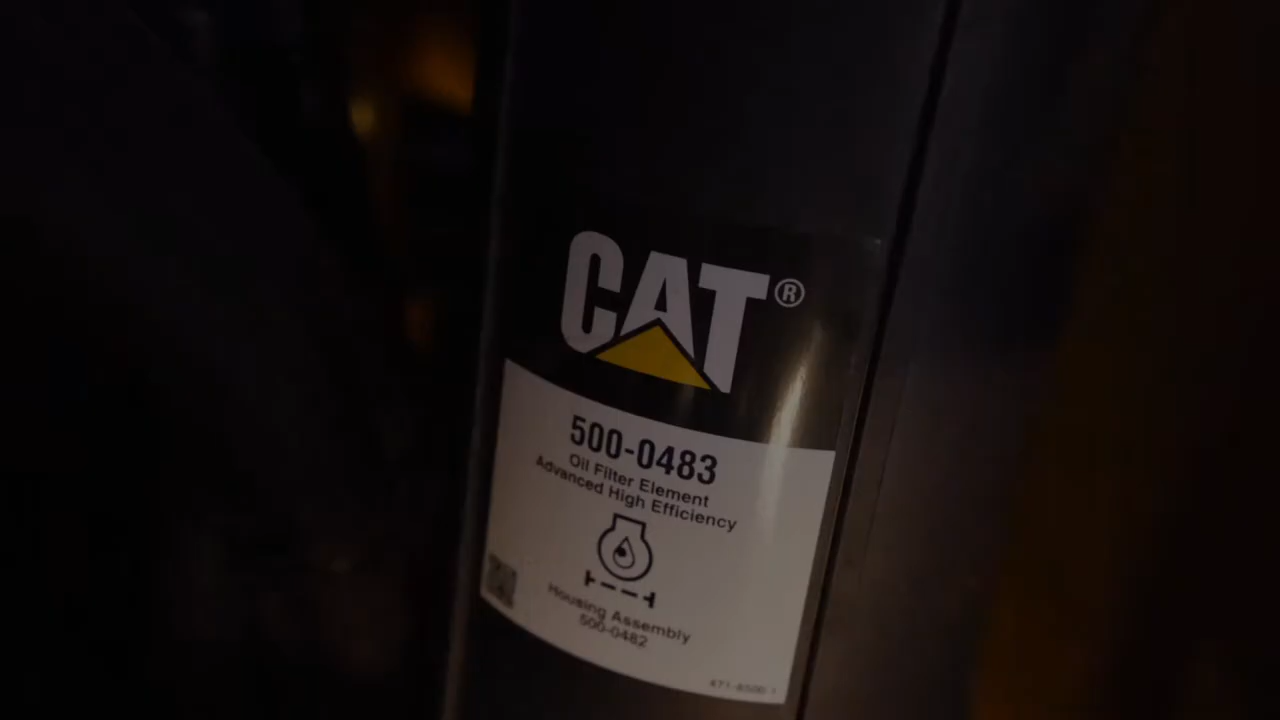 CAT®
500-0483
Oil Filter Element
Advanced High Efficiency
Housing Assembly
500-0482